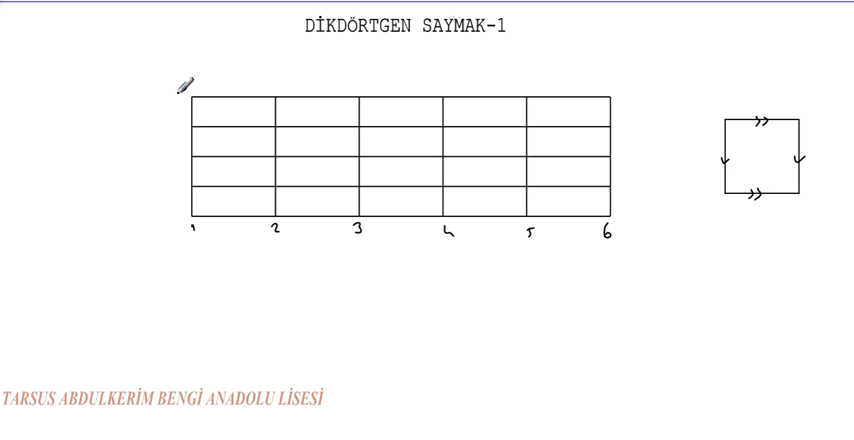 DİKDÖRTGEN SAYMAK-1
1 2 3 4 5 6
TARSUS ABDULKERİM BENGİ ANADOLU LİSESİ